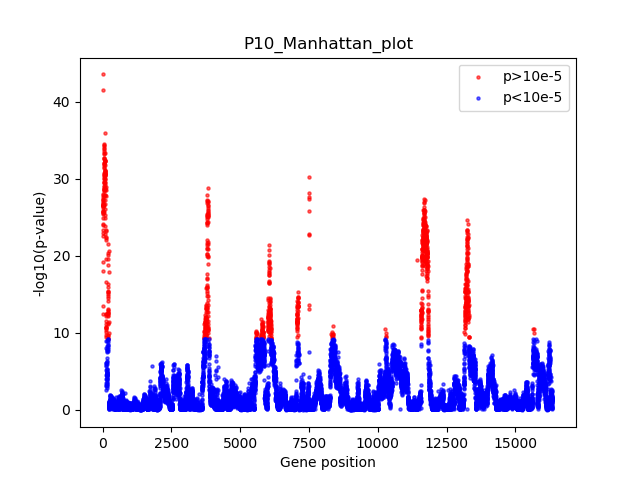 P10_Manhattan_plot
p>10e-5
p<10e-5
-log10(p-value)
40
30
20
10
0
0 2500 5000 7500 10000 12500 15000
Gene position